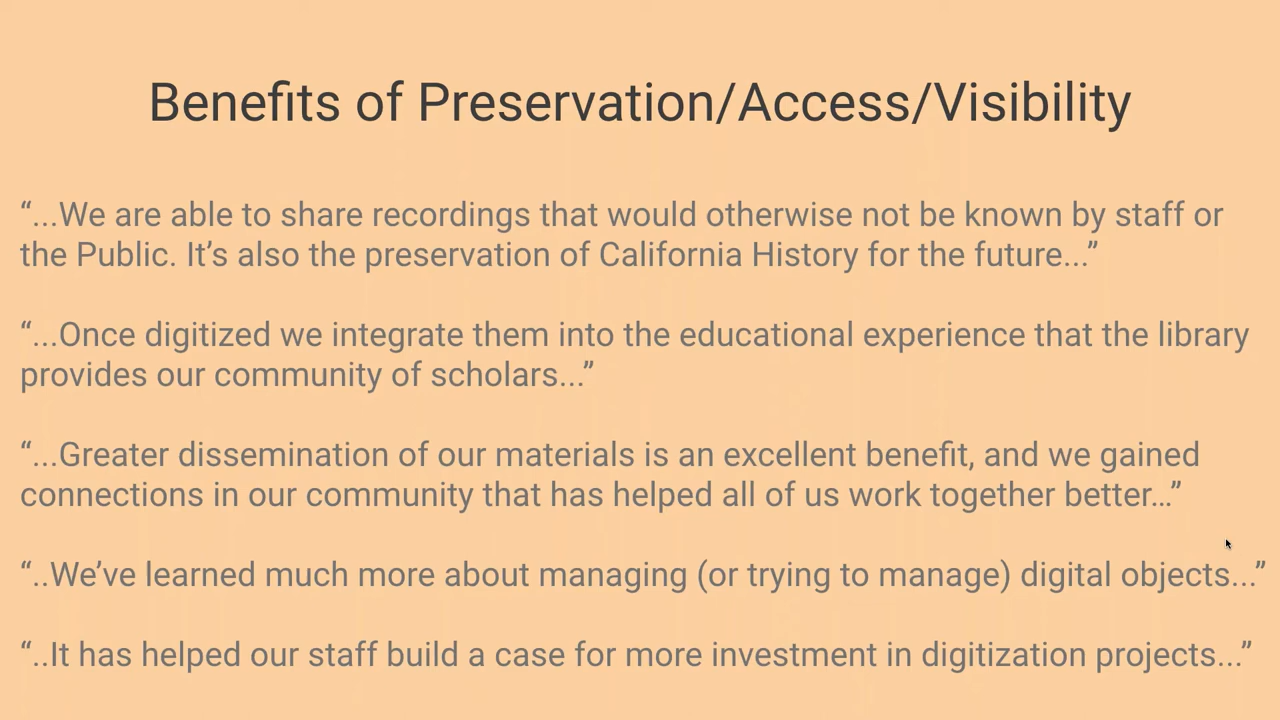 Benefits of Preservation/Access/Visibility
“...We are able to share recordings that would otherwise not be known by staff or
the Public. It’s also the preservation of California History for the future...”
“...Once digitized we integrate them into the educational experience that the library
provides our community of scholars...”
“...Greater dissemination of our materials is an excellent benefit, and we gained
connections in our community that has helped all of us work together better…”
“..We’ve learned much more about managing (or trying to manage) digital objects...”
“..It has helped our staff build a case for more investment in digitization projects...”